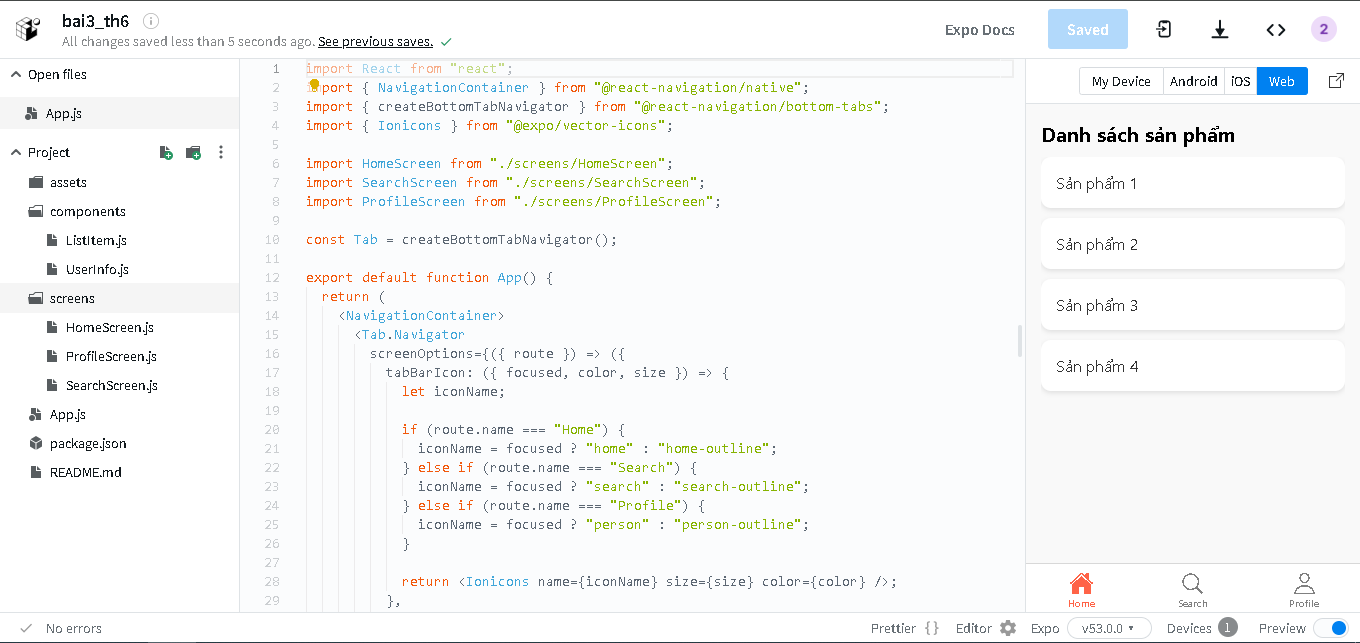 bai3_th6
All changes saved less than 5 seconds ago. See previous saves.
Expo Docs
Saved
2
Open files
App.js
Project
assets
components
ListItem.js
UserInfo.js
screens
HomeScreen.js
ProfileScreen.js
SearchScreen.js
App.js
package.json
README.md
1 import React from "react";
2 import { NavigationContainer } from "@react-navigation/native";
3 import { createBottomTabNavigator } from "@react-navigation/bottom-tabs";
4 import { Ionicons } from "@expo/vector-icons";
5
6 import HomeScreen from "./screens/HomeScreen";
7 import SearchScreen from "./screens/SearchScreen";
8 import ProfileScreen from "./screens/ProfileScreen";
9
10 const Tab = createBottomTabNavigator();
11
12 export default function App() {
13 return (
14 <NavigationContainer>
15 <Tab.Navigator
16 screenOptions={({ route }) => ({
17 tabBarIcon: ({ focused, color, size }) => {
18 let iconName;
19
20 if (route.name === "Home") {
21 iconName = focused ? "home" : "home-outline";
22 } else if (route.name === "Search") {
23 iconName = focused ? "search" : "search-outline";
24 } else if (route.name === "Profile") {
25 iconName = focused ? "person" : "person-outline";
26 }
27
28 return <Ionicons name={iconName} size={size} color={color} />;
29 },
My Device Android iOS Web
Danh sách sản phẩm
Sản phẩm 1
Sản phẩm 2
Sản phẩm 3
Sản phẩm 4
Home Search Profile
No errors
Prettier {} Editor Expo v53.0.0 Devices 1 Preview